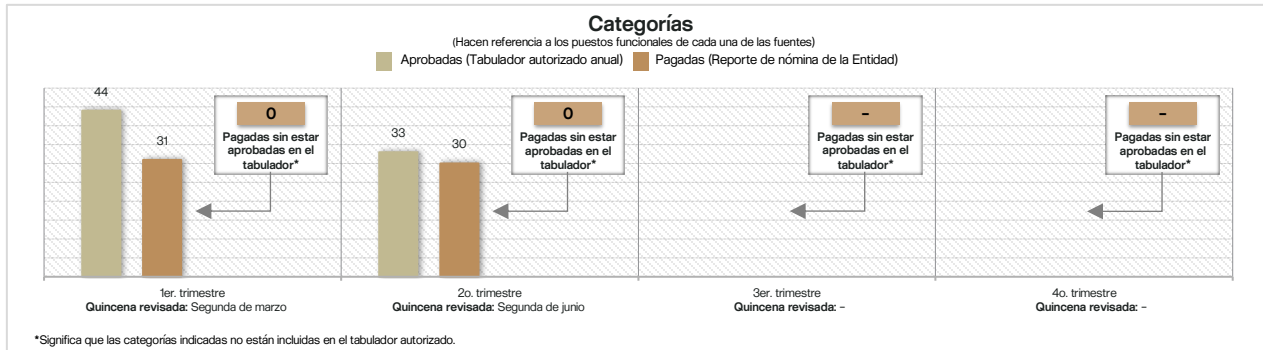 Categorías
(Hacen referencia a los puestos funcionales de cada una de las fuentes)
Aprobadas (Tabulador autorizado anual) Pagadas (Reporte de nómina de la Entidad)
44
31
0
Pagadas sin estar
aprobadas en el
tabulador*
33
30
0
Pagadas sin estar
aprobadas en el
tabulador*
-
Pagadas sin estar
aprobadas en el
tabulador*
-
Pagadas sin estar
aprobadas en el
tabulador*
1er. trimestre
Quincena revisada: Segunda de marzo
2o. trimestre
Quincena revisada: Segunda de junio
3er. trimestre
Quincena revisada: -
4o. trimestre
Quincena revisada: -
*Significa que las categorías indicadas no están incluidas en el tabulador autorizado.